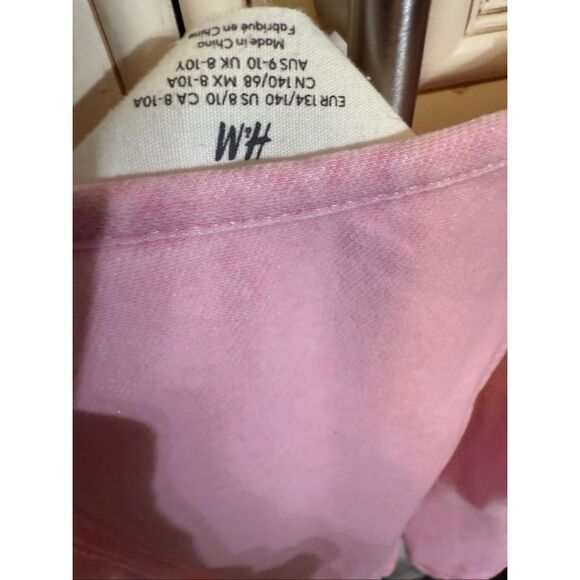 H&M
EUR 134/140 US 8/10 CA 8-10A
CN 140/68 MX 8-10A
AUS 9-10 UK 8-10Y
Made in China
Fabriqué en Chine